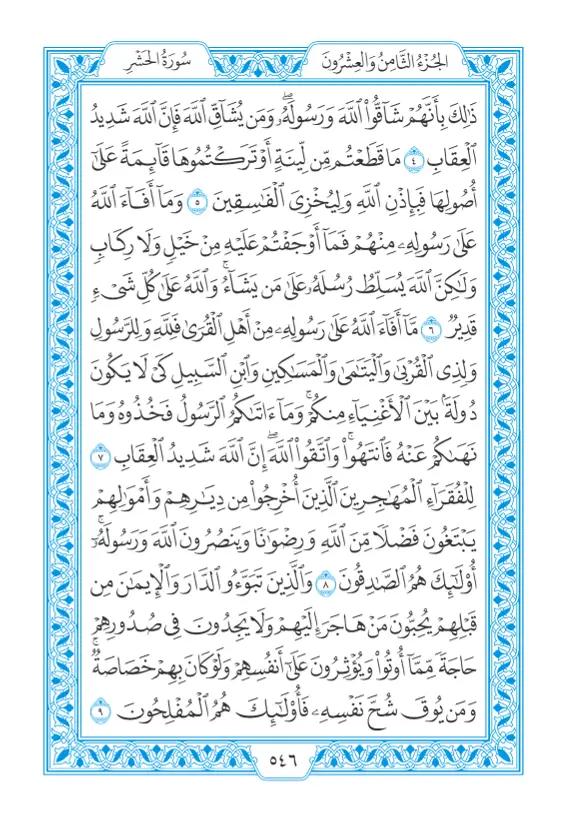 الجُزْءُ الثَّامِنُ وَالعِشْرُونَ
سُورَةُ الحَشْرِ
ذَٰلِكَ بِأَنَّهُمْ شَآقُّوا۟ ٱللَّهَ وَرَسُولَهُۥ ۖ وَمَن يُشَآقِّ ٱللَّهَ فَإِنَّ ٱللَّهَ شَدِيدُ
ٱلْعِقَابِ ٤ مَا قَطَعْتُم مِّن لِّينَةٍ أَوْ تَرَكْتُمُوهَا قَآئِمَةً عَلَىٰٓ
أُصُولِهَا فَبِإِذْنِ ٱللَّهِ وَلِيُخْزِىَ ٱلْفَـٰسِقِينَ ٥ وَمَآ أَفَآءَ ٱللَّهُ
عَلَىٰ رَسُولِهِۦ مِنْهُمْ فَمَآ أَوْجَفْتُمْ عَلَيْهِ مِنْ خَيْلٍ وَلَا رِكَابٍ
وَلَـٰكِنَّ ٱللَّهَ يُسَلِّطُ رُسُلَهُۥ عَلَىٰ مَن يَشَآءُ ۚ وَٱللَّهُ عَلَىٰ كُلِّ شَىْءٍ
قَدِيرٌ ٦ مَّآ أَفَآءَ ٱللَّهُ عَلَىٰ رَسُولِهِۦ مِنْ أَهْلِ ٱلْقُرَىٰ فَلِلَّهِ وَلِلرَّسُولِ
وَلِذِى ٱلْقُرْبَىٰ وَٱلْيَتَـٰمَىٰ وَٱلْمَسَـٰكِينِ وَٱبْنِ ٱلسَّبِيلِ كَىْ لَا يَكُونَ
دُولَةًۢ بَيْنَ ٱلْأَغْنِيَآءِ مِنكُمْ ۚ وَمَآ ءَاتَىٰكُمُ ٱلرَّسُولُ فَخُذُوهُ وَمَا
نَهَىٰكُمْ عَنْهُ فَٱنتَهُوا۟ ۚ وَٱتَّقُوا۟ ٱللَّهَ ۖ إِنَّ ٱللَّهَ شَدِيدُ ٱلْعِقَابِ ٧
لِلْفُقَرَآءِ ٱلْمُهَـٰجِرِينَ ٱلَّذِينَ أُخْرِجُوا۟ مِن دِيَـٰرِهِمْ وَأَمْوَٰلِهِمْ
يَبْتَغُونَ فَضْلًا مِّنَ ٱللَّهِ وَرِضْوَٰنًا وَيَنصُرُونَ ٱللَّهَ وَرَسُولَهُۥٓ ۚ
أُو۟لَـٰٓئِكَ هُمُ ٱلصَّـٰدِقُونَ ٨ وَٱلَّذِينَ تَبَوَّءُو ٱلدَّارَ وَٱلْإِيمَـٰنَ مِن
قَبْلِهِمْ يُحِبُّونَ مَنْ هَاجَرَ إِلَيْهِمْ وَلَا يَجِدُونَ فِى صُدُورِهِمْ
حَاجَةً مِّمَّآ أُوتُوا۟ وَيُؤْثِرُونَ عَلَىٰٓ أَنفُسِهِمْ وَلَوْ كَانَ بِهِمْ خَصَاصَةٌ ۚ
وَمَن يُوقَ شُحَّ نَفْسِهِۦ فَأُو۟لَـٰٓئِكَ هُمُ ٱلْمُفْلِحُونَ ٩
٥٤٦